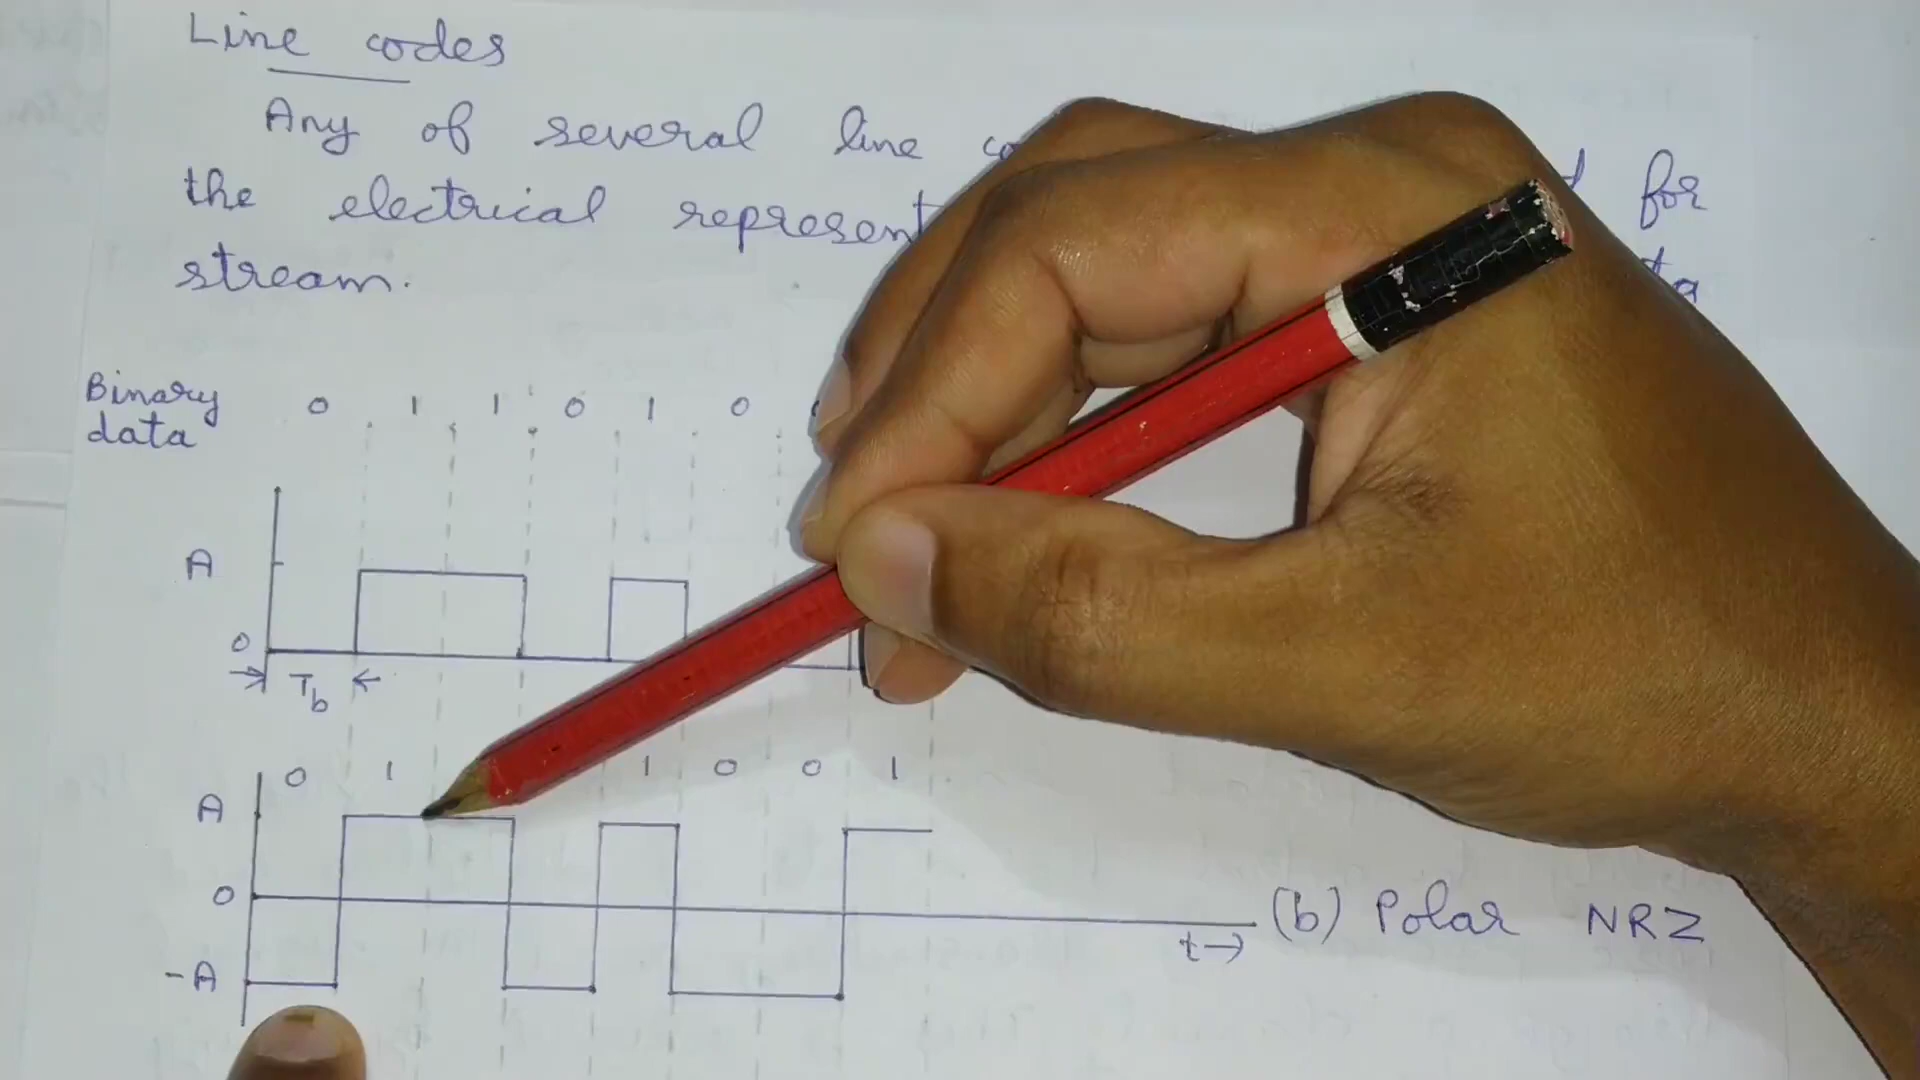 Line codes
Any of several line for
the electrical represent
stream.
Binary 0 1 1 0 1 0
data
A
0
Tb
0 1 1 0 0 1
A
0
(b) Polar NRZ
t→
-A